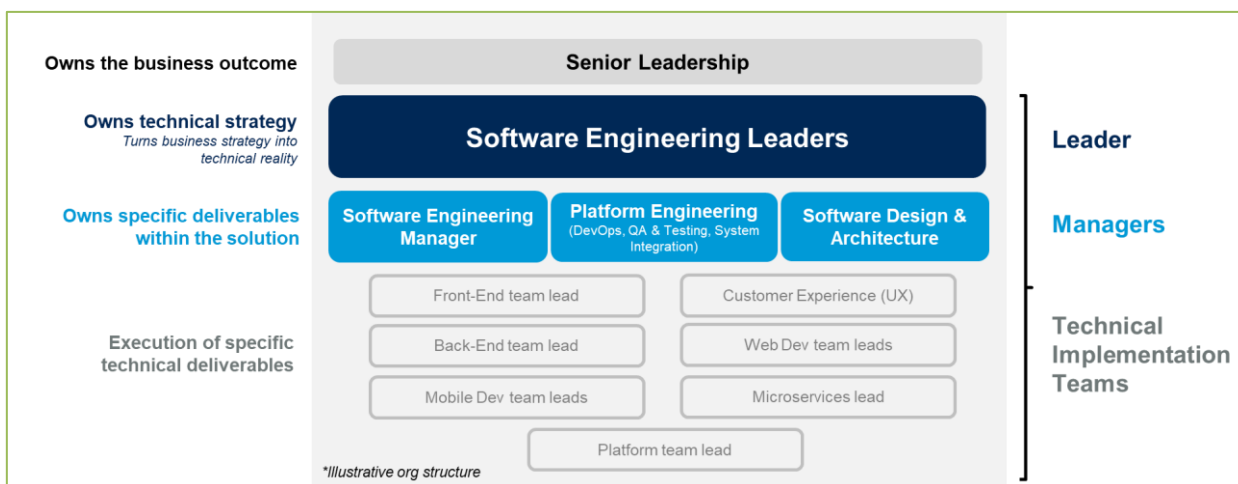 Owns the business outcome
Senior Leadership
Owns technical strategy
Turns business strategy into
technical reality
Software Engineering Leaders
Leader
Owns specific deliverables
within the solution
Software Engineering
Manager
Platform Engineering
(DevOps, QA & Testing, System
Integration)
Software Design &
Architecture
Managers
Execution of specific
technical deliverables
Front-End team lead
Customer Experience (UX)
Back-End team lead
Web Dev team leads
Mobile Dev team leads
Microservices lead
Platform team lead
Technical
Implementation
Teams
*Illustrative org structure